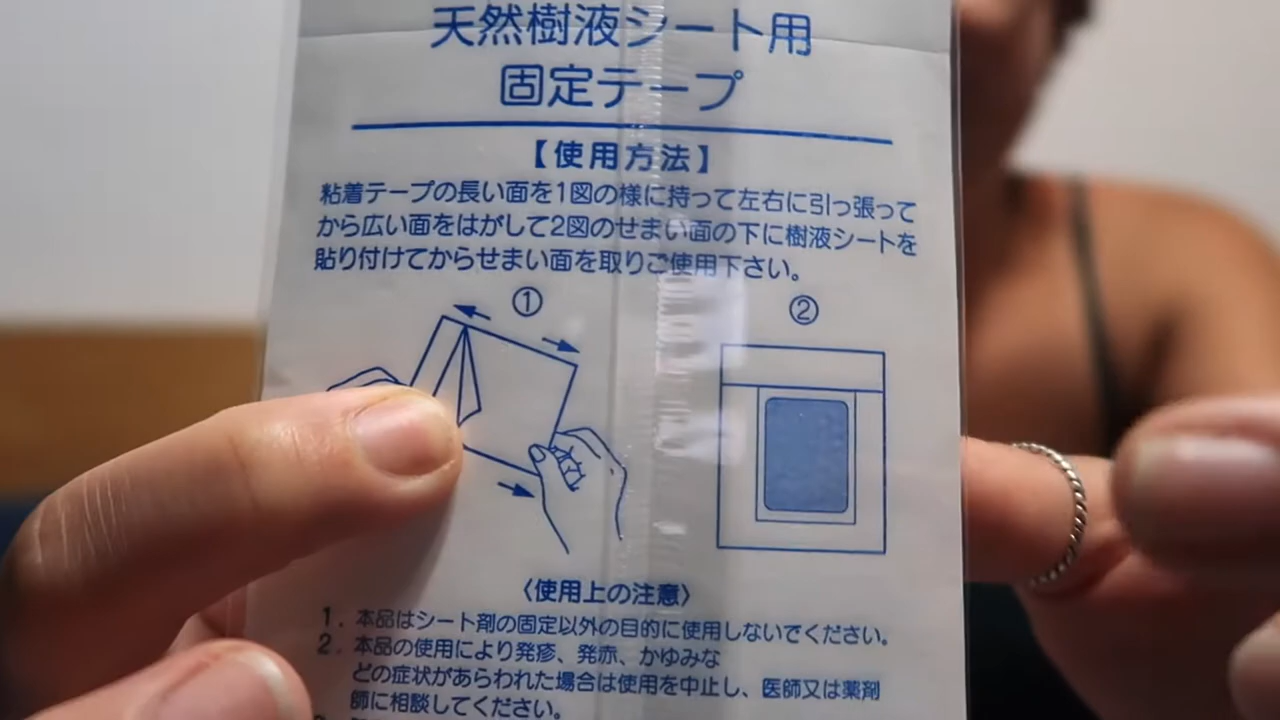 天然樹液シート用
固定テープ
【使用方法】
粘着テープの長い面を1図の様に持って左右に引っ張って
から広い面をはがして2図のせまい面の下に樹液シートを
貼り付けてからせまい面を取りご使用下さい。
① ②
〈使用上の注意〉
1. 本品はシート剤の固定以外の目的に使用しないでください。
2. 本品の使用により発疹、発赤、かゆみな
どの症状があらわれた場合は使用を中止し、医師又は薬剤
師に相談してください。